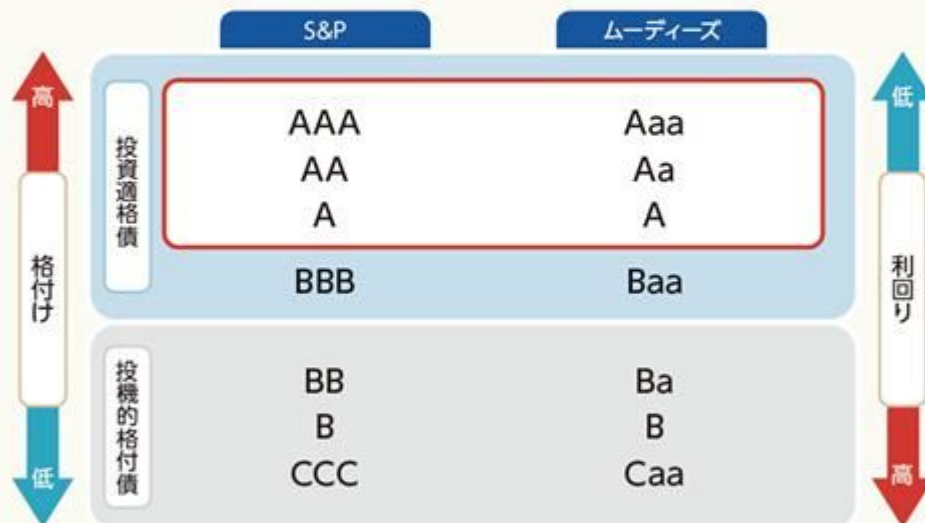 S&P ムーディーズ
高 低
投資適格債
AAA Aaa
AA Aa
A A
BBB Baa
格付け 利回り
投機的格付債
BB Ba
B B
CCC Caa
低 高